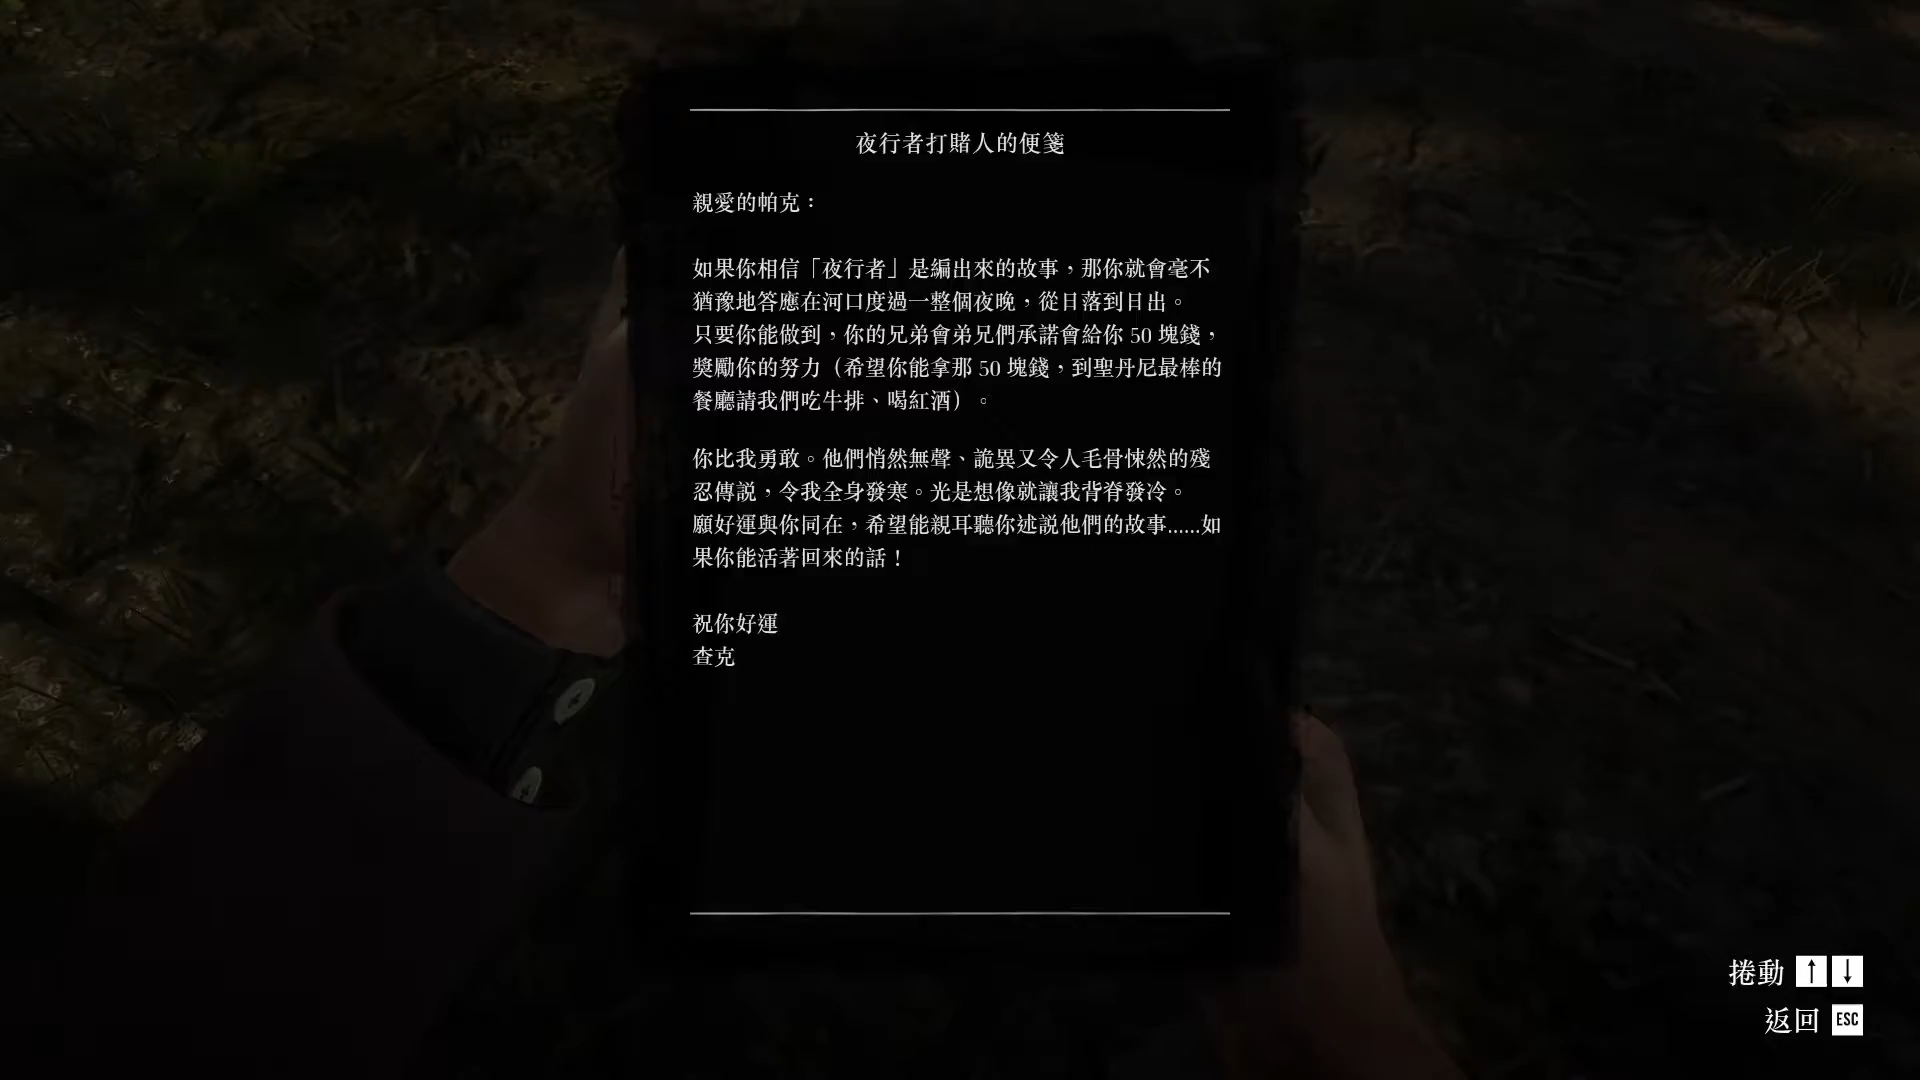 夜行者打賭人的便箋
親愛的帕克：
如果你相信「夜行者」是編出來的故事，那你就會毫不
猶豫地答應在河口度過一整個夜晚，從日落到日出。
只要你能做到，你的兄弟會弟兄們承諾會給你 50 塊錢，
獎勵你的努力（希望你能拿那 50 塊錢，到聖丹尼最棒的
餐廳請我們吃牛排、喝紅酒）。
你比我勇敢。他們悄然無聲、詭異又令人毛骨悚然的殘
忍傳說，令我全身發寒。光是想像就讓我背脊發冷。
願好運與你同在，希望能親耳聽你述說他們的故事……如
果你能活著回來的話！
祝你好運
查克
捲動 ↑ ↓
返回 ESC